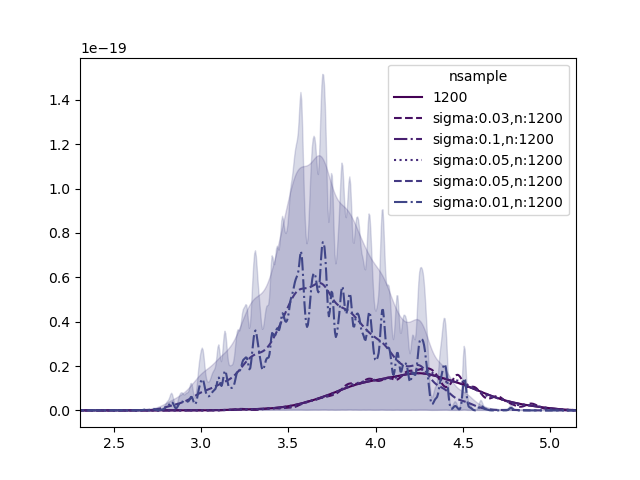 1e−19
nsample
1200
sigma:0.03,n:1200
sigma:0.1,n:1200
sigma:0.05,n:1200
sigma:0.05,n:1200
sigma:0.01,n:1200
1.4
1.2
1.0
0.8
0.6
0.4
0.2
0.0
2.5 3.0 3.5 4.0 4.5 5.0